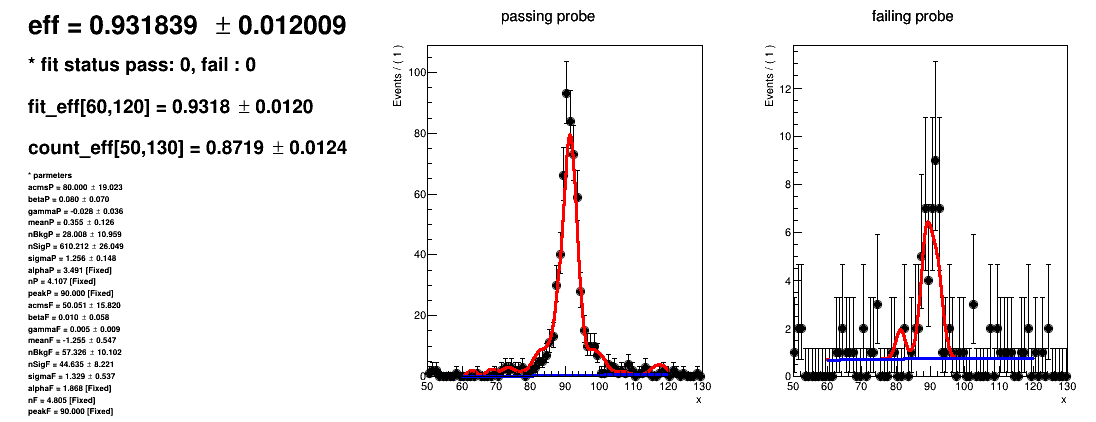 eff = 0.931839 ± 0.012009
* fit status pass: 0, fail : 0
fit_eff[60,120] = 0.9318 ± 0.0120
count_eff[50,130] = 0.8719 ± 0.0124
* parmeters
acmsP = 80.000 ± 19.023
betaP = 0.080 ± 0.070
gammaP = -0.028 ± 0.036
meanP = 0.355 ± 0.126
nBkgP = 28.008 ± 10.959
nSigP = 610.212 ± 26.049
sigmaP = 1.256 ± 0.148
alphaP = 3.491 [Fixed]
nP = 4.107 [Fixed]
peakP = 90.000 [Fixed]
acmsF = 50.051 ± 15.820
betaF = 0.010 ± 0.058
gammaF = 0.005 ± 0.009
meanF = -1.255 ± 0.547
nBkgF = 57.326 ± 10.102
nSigF = 44.635 ± 8.221
sigmaF = 1.329 ± 0.537
alphaF = 1.868 [Fixed]
nF = 4.805 [Fixed]
peakF = 90.000 [Fixed]
passing probe
Events / ( 1 )
100
80
60
40
20
0
50 60 70 80 90 100 110 120 130
x
failing probe
Events / ( 1 )
12
10
8
6
4
2
0
50 60 70 80 90 100 110 120 130
x